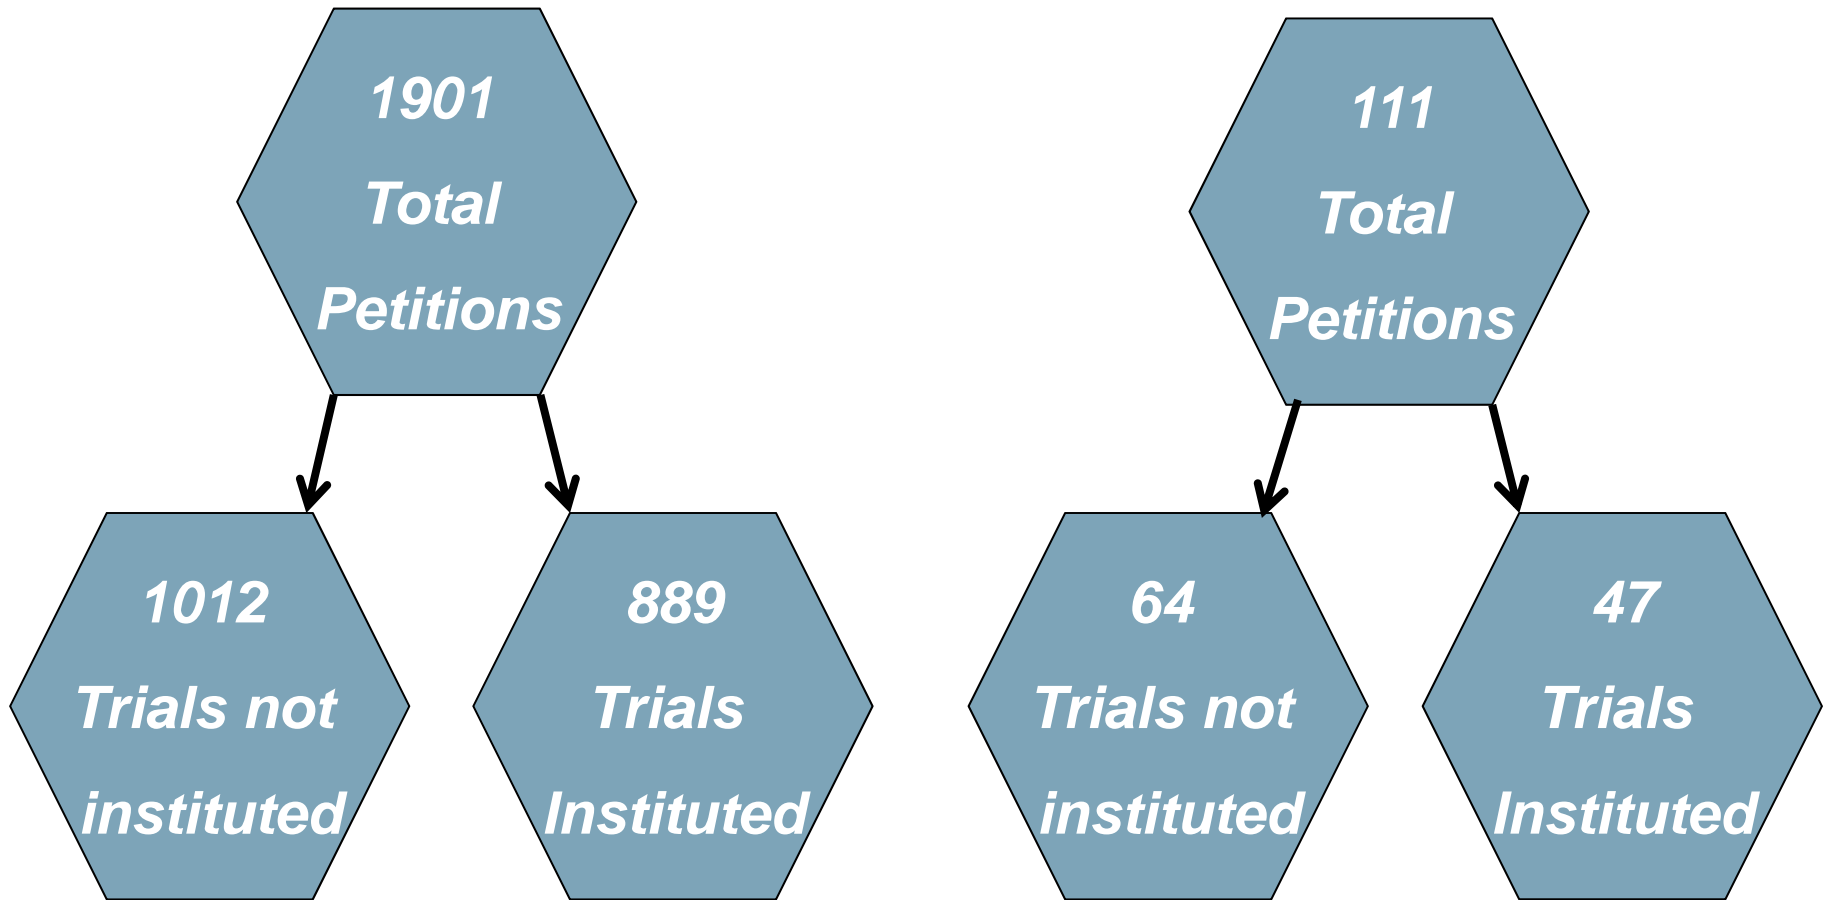 1901
Total
Petitions
111
Total
Petitions
1012
Trials not
instituted
889
Trials
Instituted
64
Trials not
instituted
47
Trials
Instituted